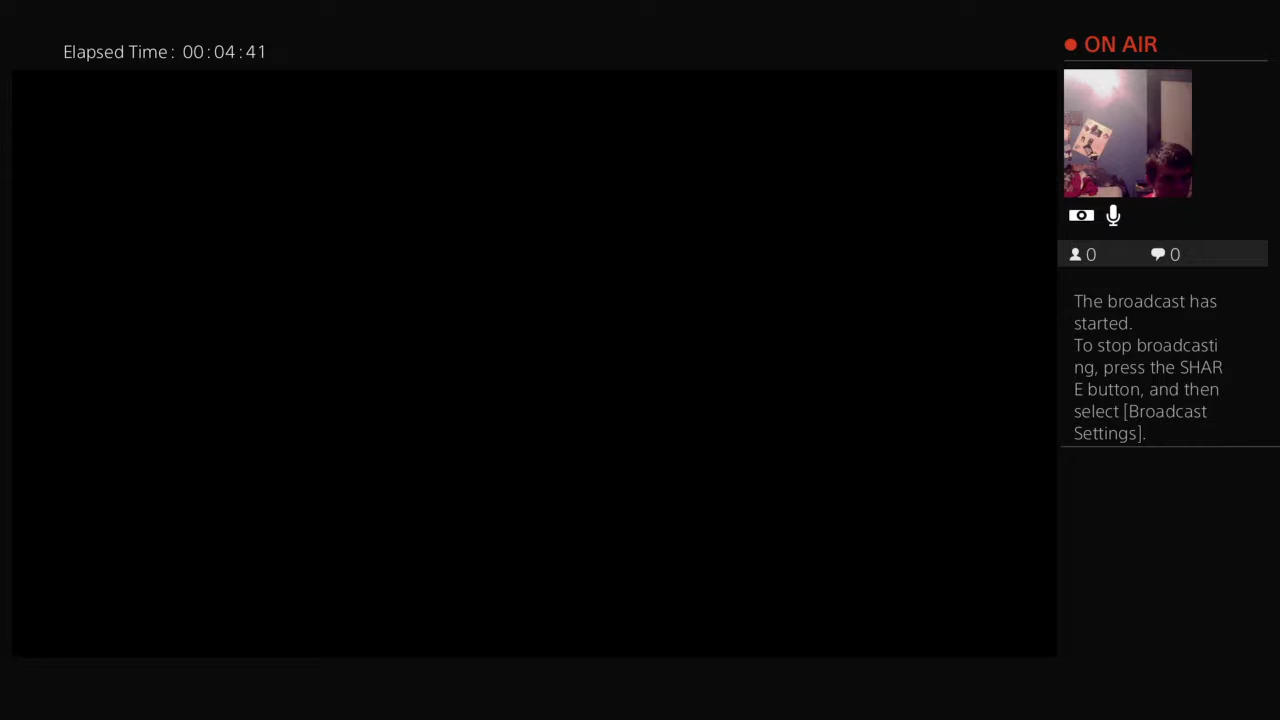 Elapsed Time: 00:04:41
ON AIR
0 0
The broadcast has
started.
To stop broadcasti
ng, press the SHAR
E button, and then
select [Broadcast
Settings].